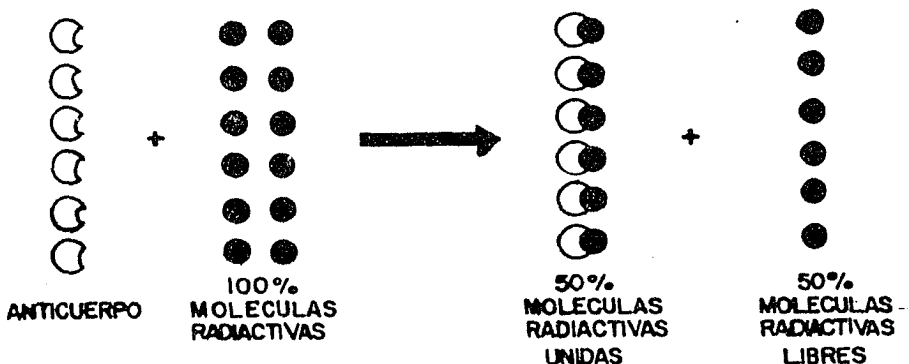 +
+
ANTICUERPO
100%
MOLECULAS
RADIACTIVAS
50%
MOLECULAS
RADIACTIVAS
UNIDAS
50%
MOLECULAS
RADIACTIVAS
LIBRES